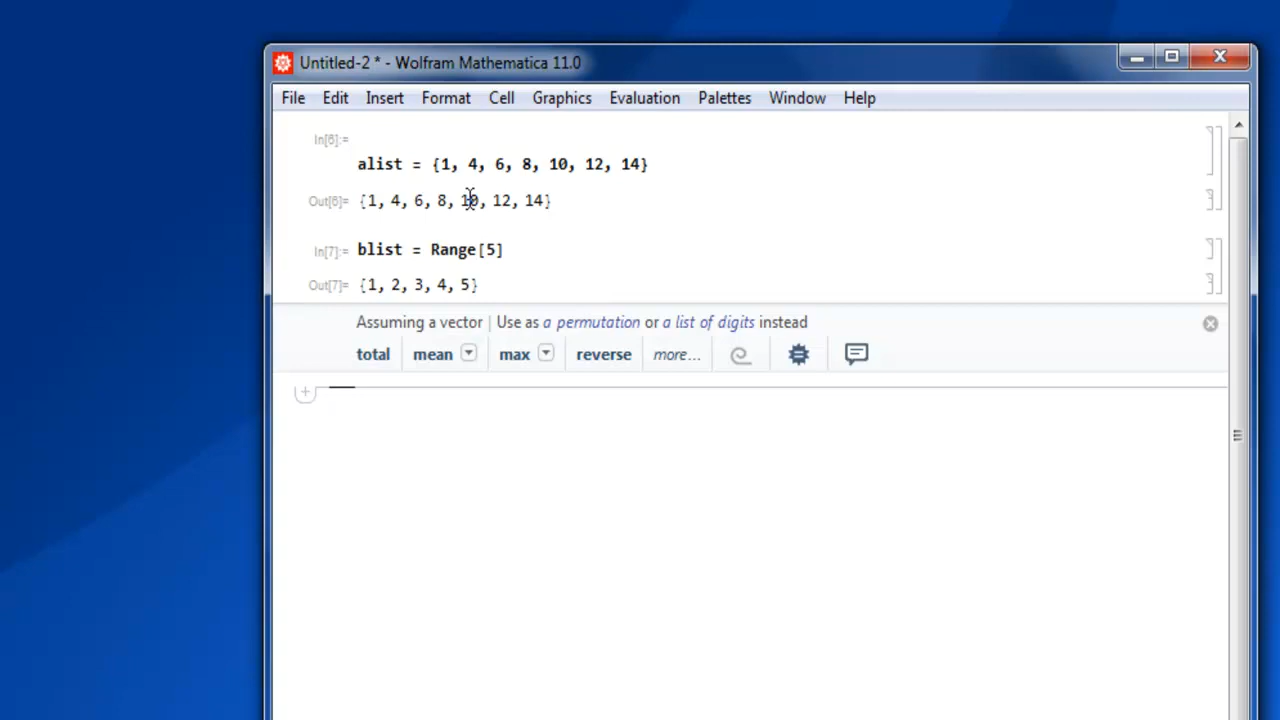 Untitled-2 * - Wolfram Mathematica 11.0
File Edit Insert Format Cell Graphics Evaluation Palettes Window Help
In[6]:=
alist = {1, 4, 6, 8, 10, 12, 14}
Out[6]= {1, 4, 6, 8, 10, 12, 14}
In[7]:= blist = Range[5]
Out[7]= {1, 2, 3, 4, 5}
Assuming a vector | Use as a permutation or a list of digits instead
total mean max reverse more...